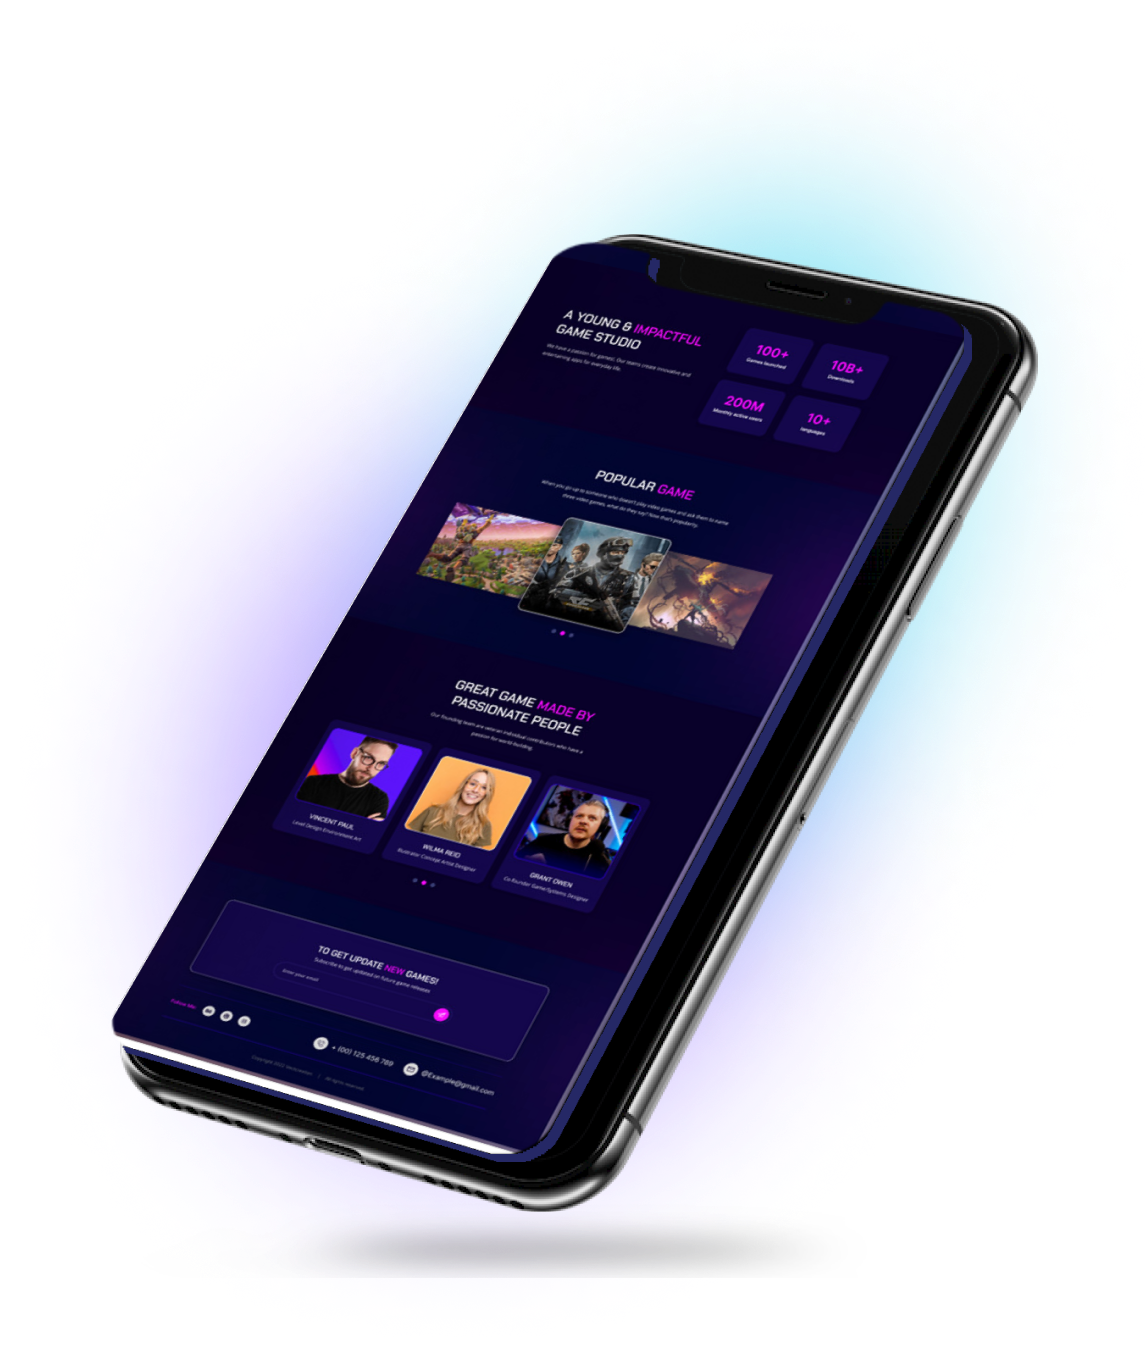 A YOUNG & IMPACTFUL
GAME STUDIO
We have a passion for games!. Our teams create innovative and
entertaining apps for everyday life.
100+
Games launched
10B+
Downloads
200M
Monthly active users
10+
languages
POPULAR GAME
When you go up to someone who doesn't play video games and ask them to name
three video games, what do they say? Now that's popularity.
GREAT GAME MADE BY
PASSIONATE PEOPLE
Our founding team are veteran individual contributors who have a
passion for world-building.
VINCENT PAUL
Level Design Environment Art
WILMA REID
Illustrator Concept Artist Designer
GRANT OWEN
Co-founder Game Systems Designer
TO GET UPDATE NEW GAMES!
Subscribe to get updated on future game releases
Enter your email
Follow Me:
+ (00) 125 456 789
@Example@gmail.com
Copyright 2022
All rights reserved